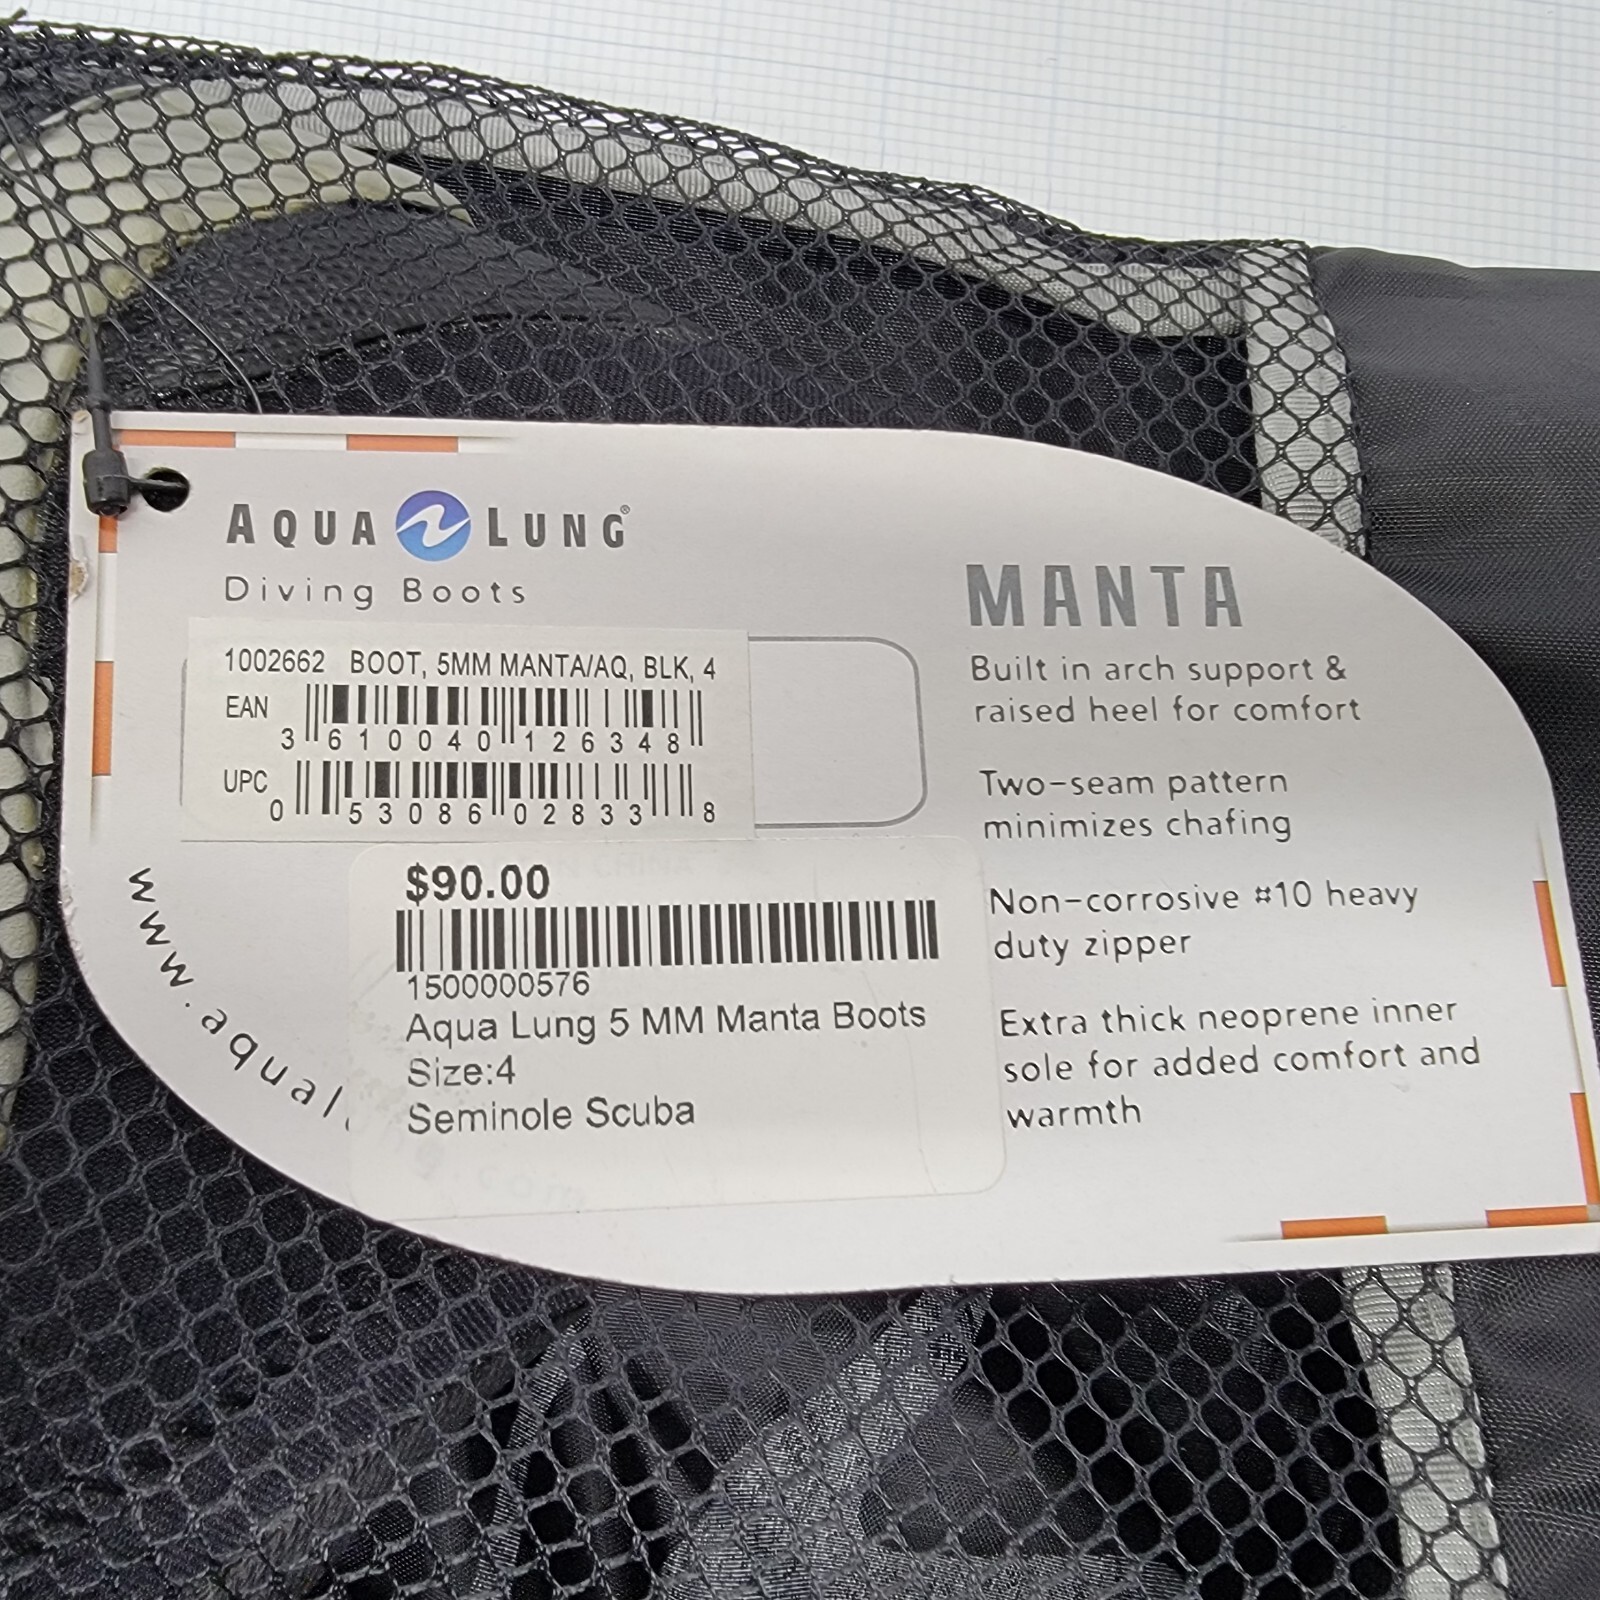 AQUA LUNG®
Diving Boots
1002662 BOOT, 5MM MANTA/AQ, BLK, 4
EAN
3 610040 126348
UPC
0 53086 02833 8
$90.00
1500000576
Aqua Lung 5 MM Manta Boots
Size:4
Seminole Scuba
www.aqualung.com
MANTA
Built in arch support &
raised heel for comfort
Two-seam pattern
minimizes chafing
Non-corrosive #10 heavy
duty zipper
Extra thick neoprene inner
sole for added comfort and
warmth